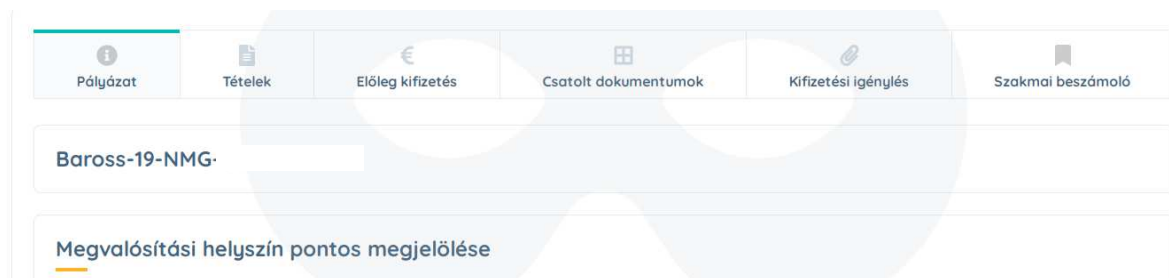 Pályázat Tételek Előleg kifizetés Csatolt dokumentumok Kifizetési igénylés Szakmai beszámoló
Baross-19-NMG-
Megvalósítási helyszín pontos megjelölése